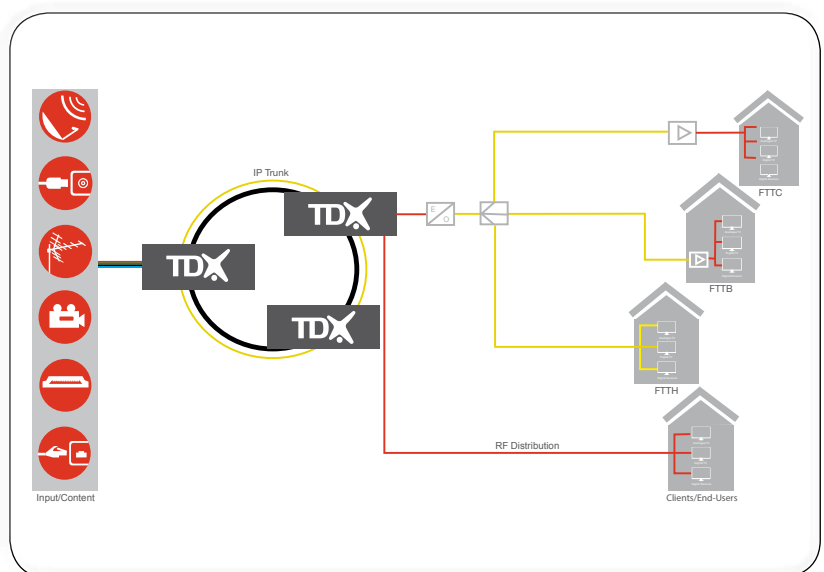 IP Trunk
TDX
TDX
TDX
E
O
FTTC
FTTB
FTTH
RF Distribution
Input/Content
Clients/End-Users